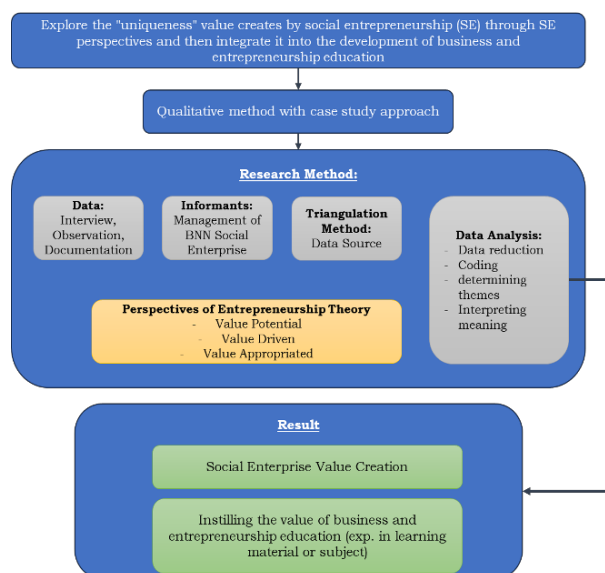 Explore the "uniqueness" value creates by social entrepreneurship (SE) through SE
perspectives and then integrate it into the development of business and
entrepreneurship education
Qualitative method with case study approach
Research Method:
Data:
Interview,
Observation,
Documentation
Informants:
Management of
BNN Social
Enterprise
Triangulation
Method:
Data Source
Data Analysis:
- Data reduction
- Coding
- determining
themes
- Interpreting
meaning
Perspectives of Entrepreneurship Theory
- Value Potential
- Value Driven
- Value Appropriated
Result
Social Enterprise Value Creation
Instilling the value of business and
entrepreneurship education (exp. in learning
material or subject)